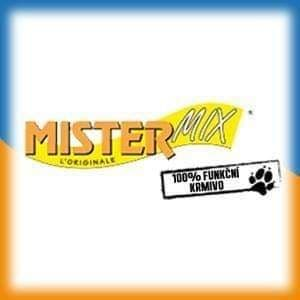 MISTER MIX
®
L'ORIGINALE
100% FUNKČNÍ
KRMIVO